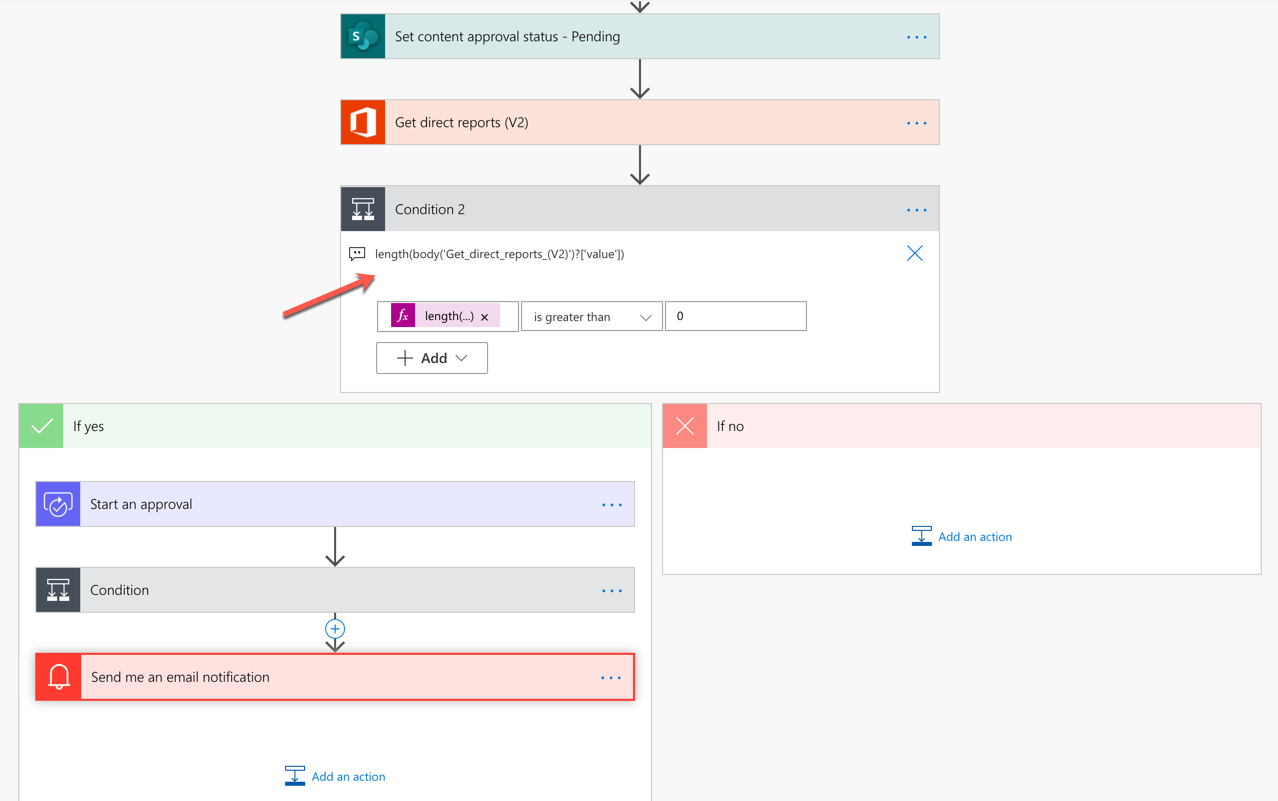 Set content approval status - Pending
Get direct reports (V2)
Condition 2
length(body('Get_direct_reports_(V2)')?['value'])
fx length(...) × is greater than 0
+ Add
If yes
If no
Start an approval
Add an action
Condition
Send me an email notification
Add an action